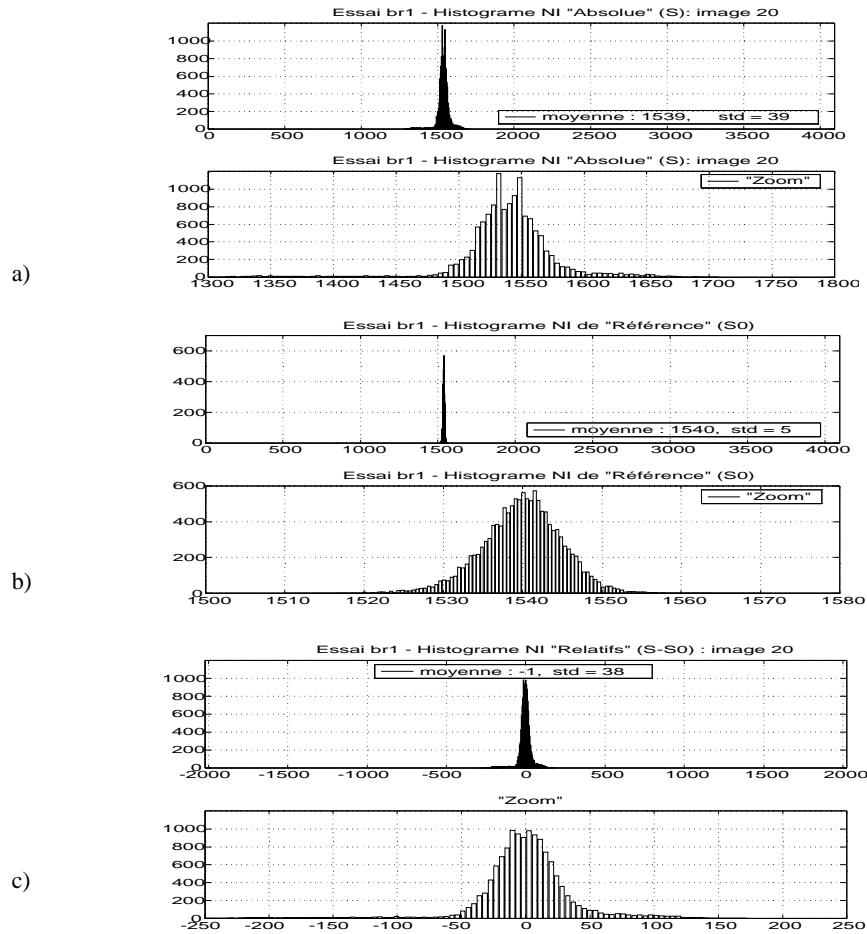 Essai br1 - Histograme NI "Absolue" (S): image 20
1000
800
600
400
200
0
0 500 1000 1500 2000 2500 3000 3500 4000
moyenne : 1539, std = 39
Essai br1 - Histograme NI "Absolue" (S): image 20
1000
800
600
400
200
0
"Zoom"
a)
1300 1350 1400 1450 1500 1550 1600 1650 1700 1750 1800
Essai br1 - Histograme NI de "Référence" (S0)
600
400
200
0
moyenne : 1540, std = 5
0 500 1000 1500 2000 2500 3000 3500 4000
Essai br1 - Histograme NI de "Référence" (S0)
600
400
200
0
"Zoom"
b)
1500 1510 1520 1530 1540 1550 1560 1570 1580
Essai br1 - Histograme NI "Relatifs" (S-S0) : image 20
moyenne : -1, std = 38
1000
800
600
400
200
0
-2000 -1500 -1000 -500 0 500 1000 1500 2000
"Zoom"
1000
800
600
400
200
0
c)
-250 -200 -150 -100 -50 0 50 100 150 200 250